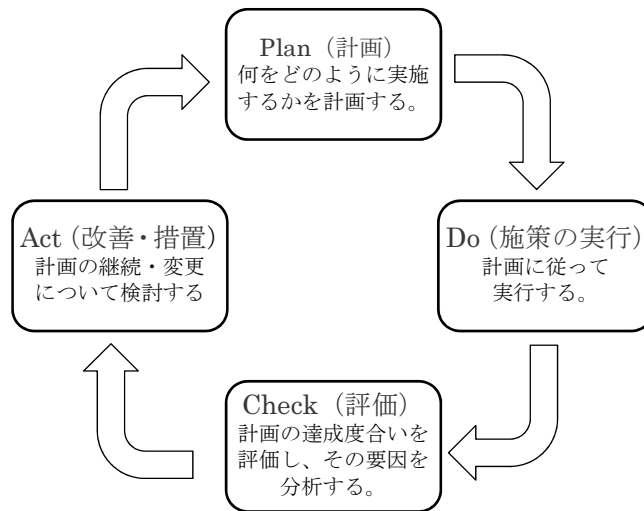 Plan（計画）
何をどのように実施
するかを計画する。
Do（施策の実行）
計画に従って
実行する。
Check（評価）
計画の達成度合いを
評価し、その要因を
分析する。
Act（改善・措置）
計画の継続・変更
について検討する